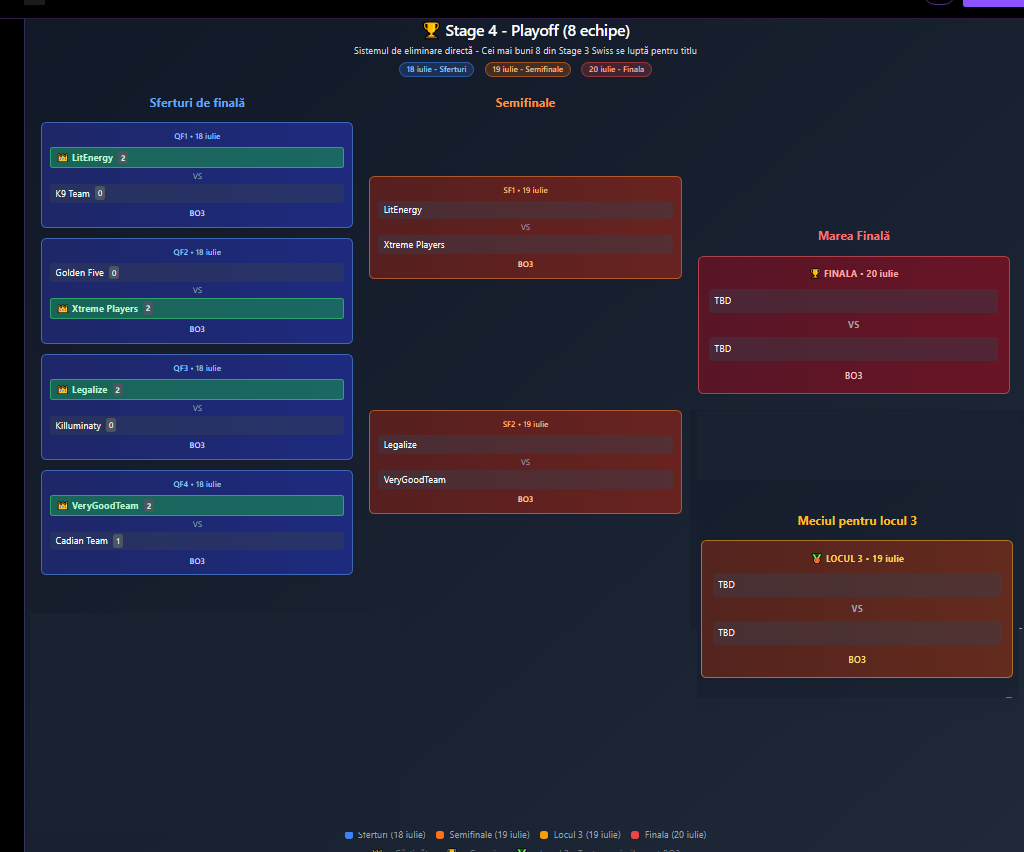 Stage 4 - Playoff (8 echipe)
Sistemul de eliminare directă - Cei mai buni 8 din Stage 3 Swiss se luptă pentru titlu
18 iulie - Sferturi
19 iulie - Semifinale
20 iulie - Finala
Sferturi de finală
QF1 • 18 iulie
LitEnergy 2
VS
K9 Team 0
BO3
QF2 • 18 iulie
Golden Five 0
VS
Xtreme Players 2
BO3
QF3 • 18 iulie
Legalize 2
VS
Killuminaty 0
BO3
QF4 • 18 iulie
VeryGoodTeam 2
VS
Cadian Team 1
BO3
Semifinale
SF1 • 19 iulie
LitEnergy
VS
Xtreme Players
BO3
SF2 • 19 iulie
Legalize
VS
VeryGoodTeam
BO3
Marea Finală
FINALA • 20 iulie
TBD
VS
TBD
BO3
Meciul pentru locul 3
LOCUL 3 • 19 iulie
TBD
VS
TBD
BO3
Sferturi (18 iulie)
Semifinale (19 iulie)
Locul 3 (19 iulie)
Finala (20 iulie)